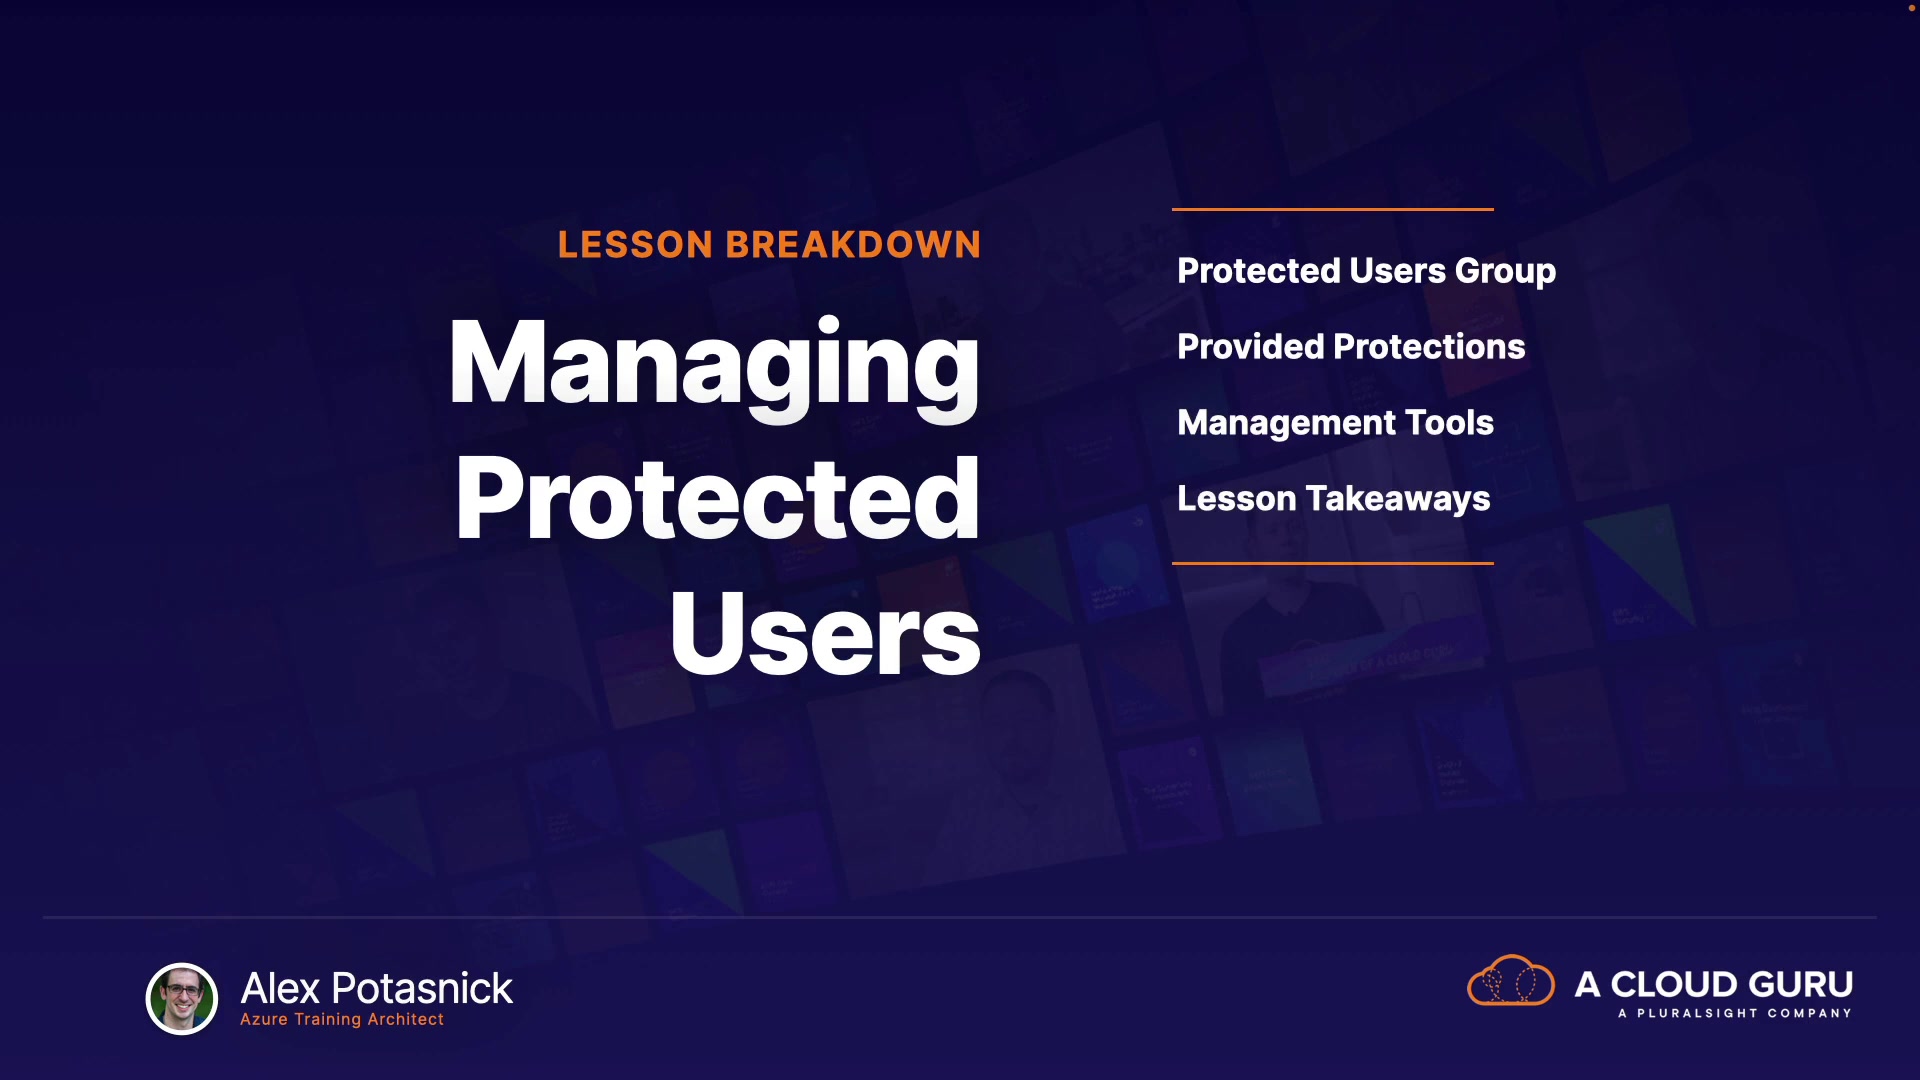 LESSON BREAKDOWN
Managing
Protected
Users
Protected Users Group
Provided Protections
Management Tools
Lesson Takeaways
Alex Potasnick
Azure Training Architect
A CLOUD GURU
A PLURALSIGHT COMPANY